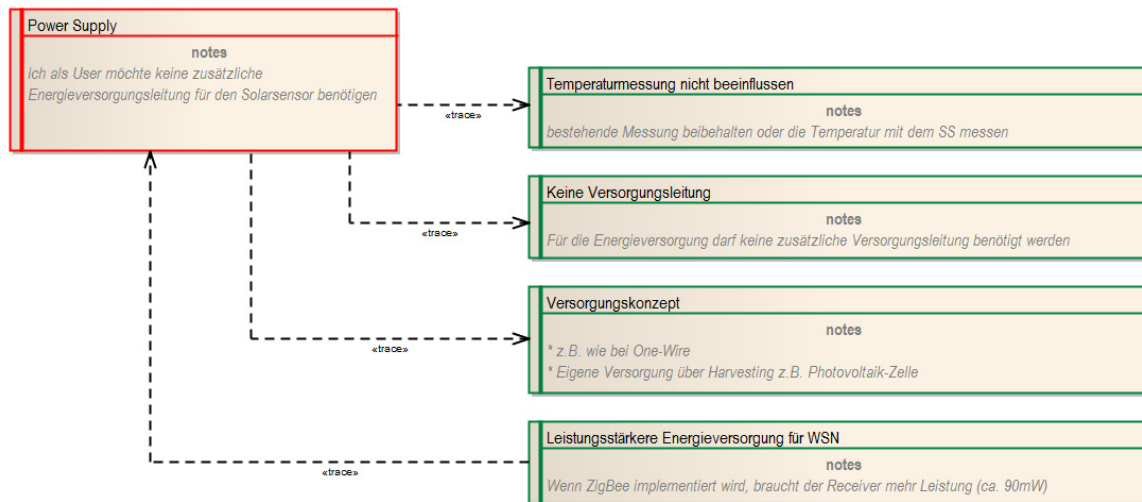 Power Supply
notes
Ich als User möchte keine zusätzliche
Energieversorgungsleitung für den Solarsensor benötigen
«trace»
Temperaturmessung nicht beeinflussen
notes
bestehende Messung beibehalten oder die Temperatur mit dem SS messen
«trace»
Keine Versorgungsleitung
notes
Für die Energieversorgung darf keine zusätzliche Versorgungsleitung benötigt werden
«trace»
Versorgungskonzept
notes
* z.B. wie bei One-Wire
* Eigene Versorgung über Harvesting z.B. Photovoltaik-Zelle
«trace»
Leistungsstärkere Energieversorgung für WSN
notes
Wenn ZigBee implementiert wird, braucht der Receiver mehr Leistung (ca. 90mW)